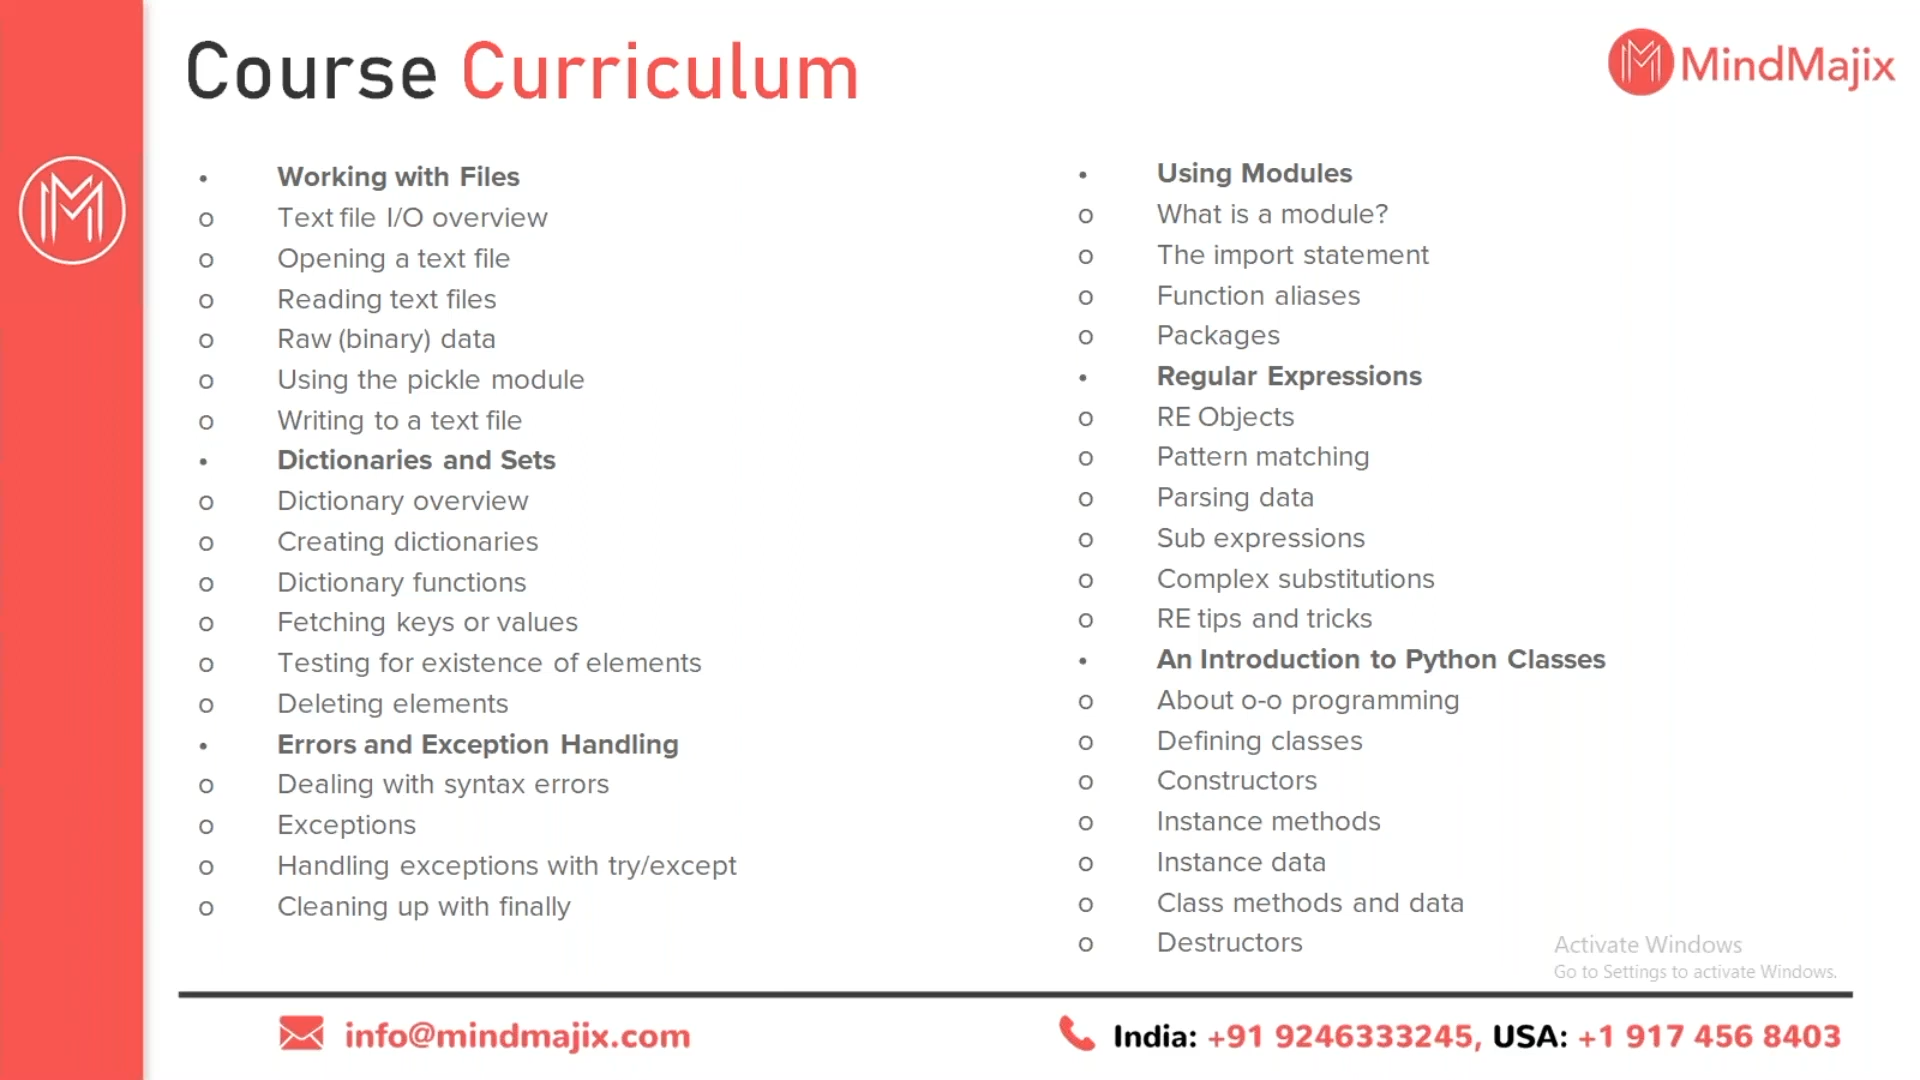 Course Curriculum
MindMajix
• Working with Files
o Text file I/O overview
o Opening a text file
o Reading text files
o Raw (binary) data
o Using the pickle module
o Writing to a text file
• Dictionaries and Sets
o Dictionary overview
o Creating dictionaries
o Dictionary functions
o Fetching keys or values
o Testing for existence of elements
o Deleting elements
• Errors and Exception Handling
o Dealing with syntax errors
o Exceptions
o Handling exceptions with try/except
o Cleaning up with finally
• Using Modules
o What is a module?
o The import statement
o Function aliases
o Packages
• Regular Expressions
o RE Objects
o Pattern matching
o Parsing data
o Sub expressions
o Complex substitutions
o RE tips and tricks
• An Introduction to Python Classes
o About o-o programming
o Defining classes
o Constructors
o Instance methods
o Instance data
o Class methods and data
o Destructors
Activate Windows
Go to Settings to activate Windows.
info@mindmajix.com
India: +91 9246333245, USA: +1 917 456 8403